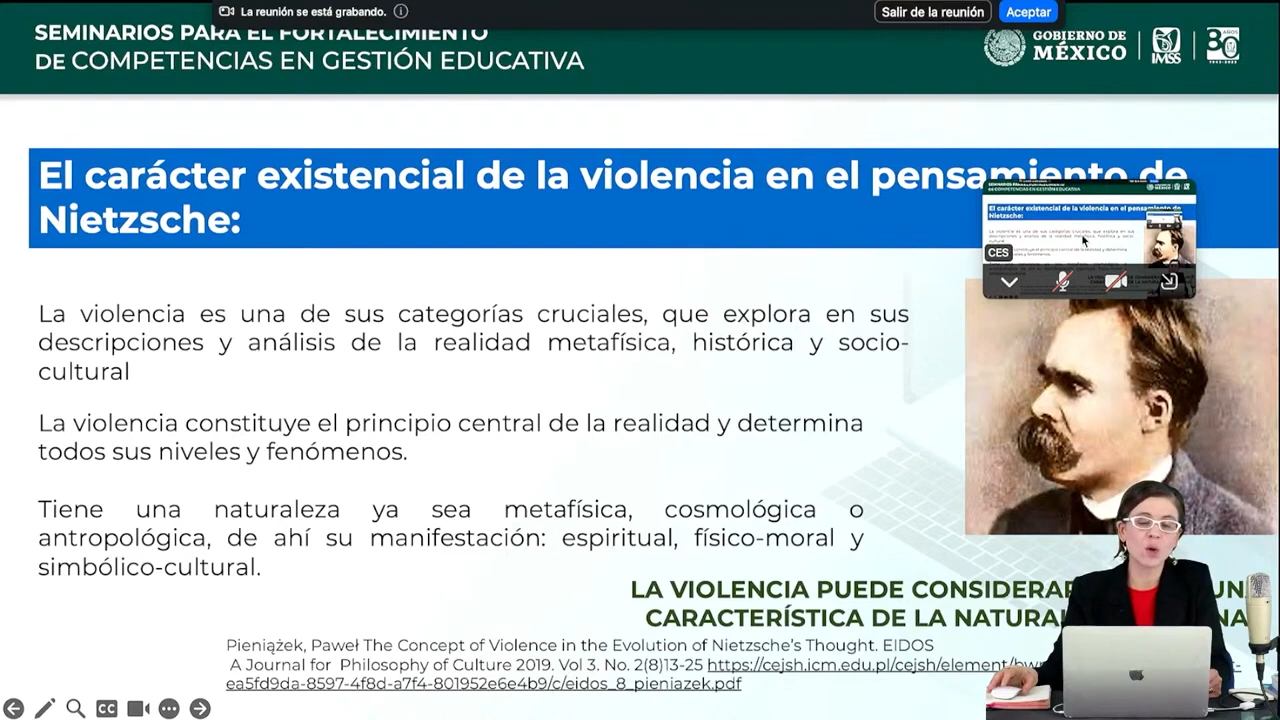 La reunión se está grabando.
Salir de la reunión
Aceptar
SEMINARIOS PARA EL FORTALECIMIENTO
DE COMPETENCIAS EN GESTIÓN EDUCATIVA
GOBIERNO DE
MÉXICO
IMSS
El carácter existencial de la violencia en el pensamiento de
Nietzsche:
CES
La violencia es una de sus categorías cruciales, que explora en sus
descripciones y análisis de la realidad metafísica, histórica y socio-
cultural
La violencia constituye el principio central de la realidad y determina
todos sus niveles y fenómenos.
Tiene una naturaleza ya sea metafísica, cosmológica o
antropológica, de ahí su manifestación: espiritual, físico-moral y
simbólico-cultural.
LA VIOLENCIA PUEDE
CARACTERÍSTICA DE LA
Pieniążek, Paweł The Concept of Violence in the Evolution of Nietzsche's Thought. EIDOS
A Journal for Philosophy of Culture 2019. Vol 3. No. 2(8)13-25 https://cejsh.icm.edu.pl/cejsh/element/
ea5fd9da-8597-4f8d-a7f4-801952e6e4b9/c/eidos_8_pieniazek.pdf
CC